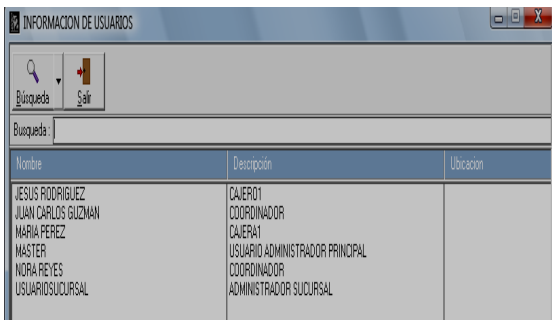 INFORMACION DE USUARIOS
Búsqueda Salir
Busqueda :
Nombre Descripción Ubicacion
JESUS RODRIGUEZ CAJERO1
JUAN CARLOS GUZMAN COORDINADOR
MARIA PEREZ CAJERA1
MASTER USUARIO ADMINISTRADOR PRINCIPAL
NORA REYES COORDINADOR
USUARIOSUCURSAL ADMINISTRADOR SUCURSAL